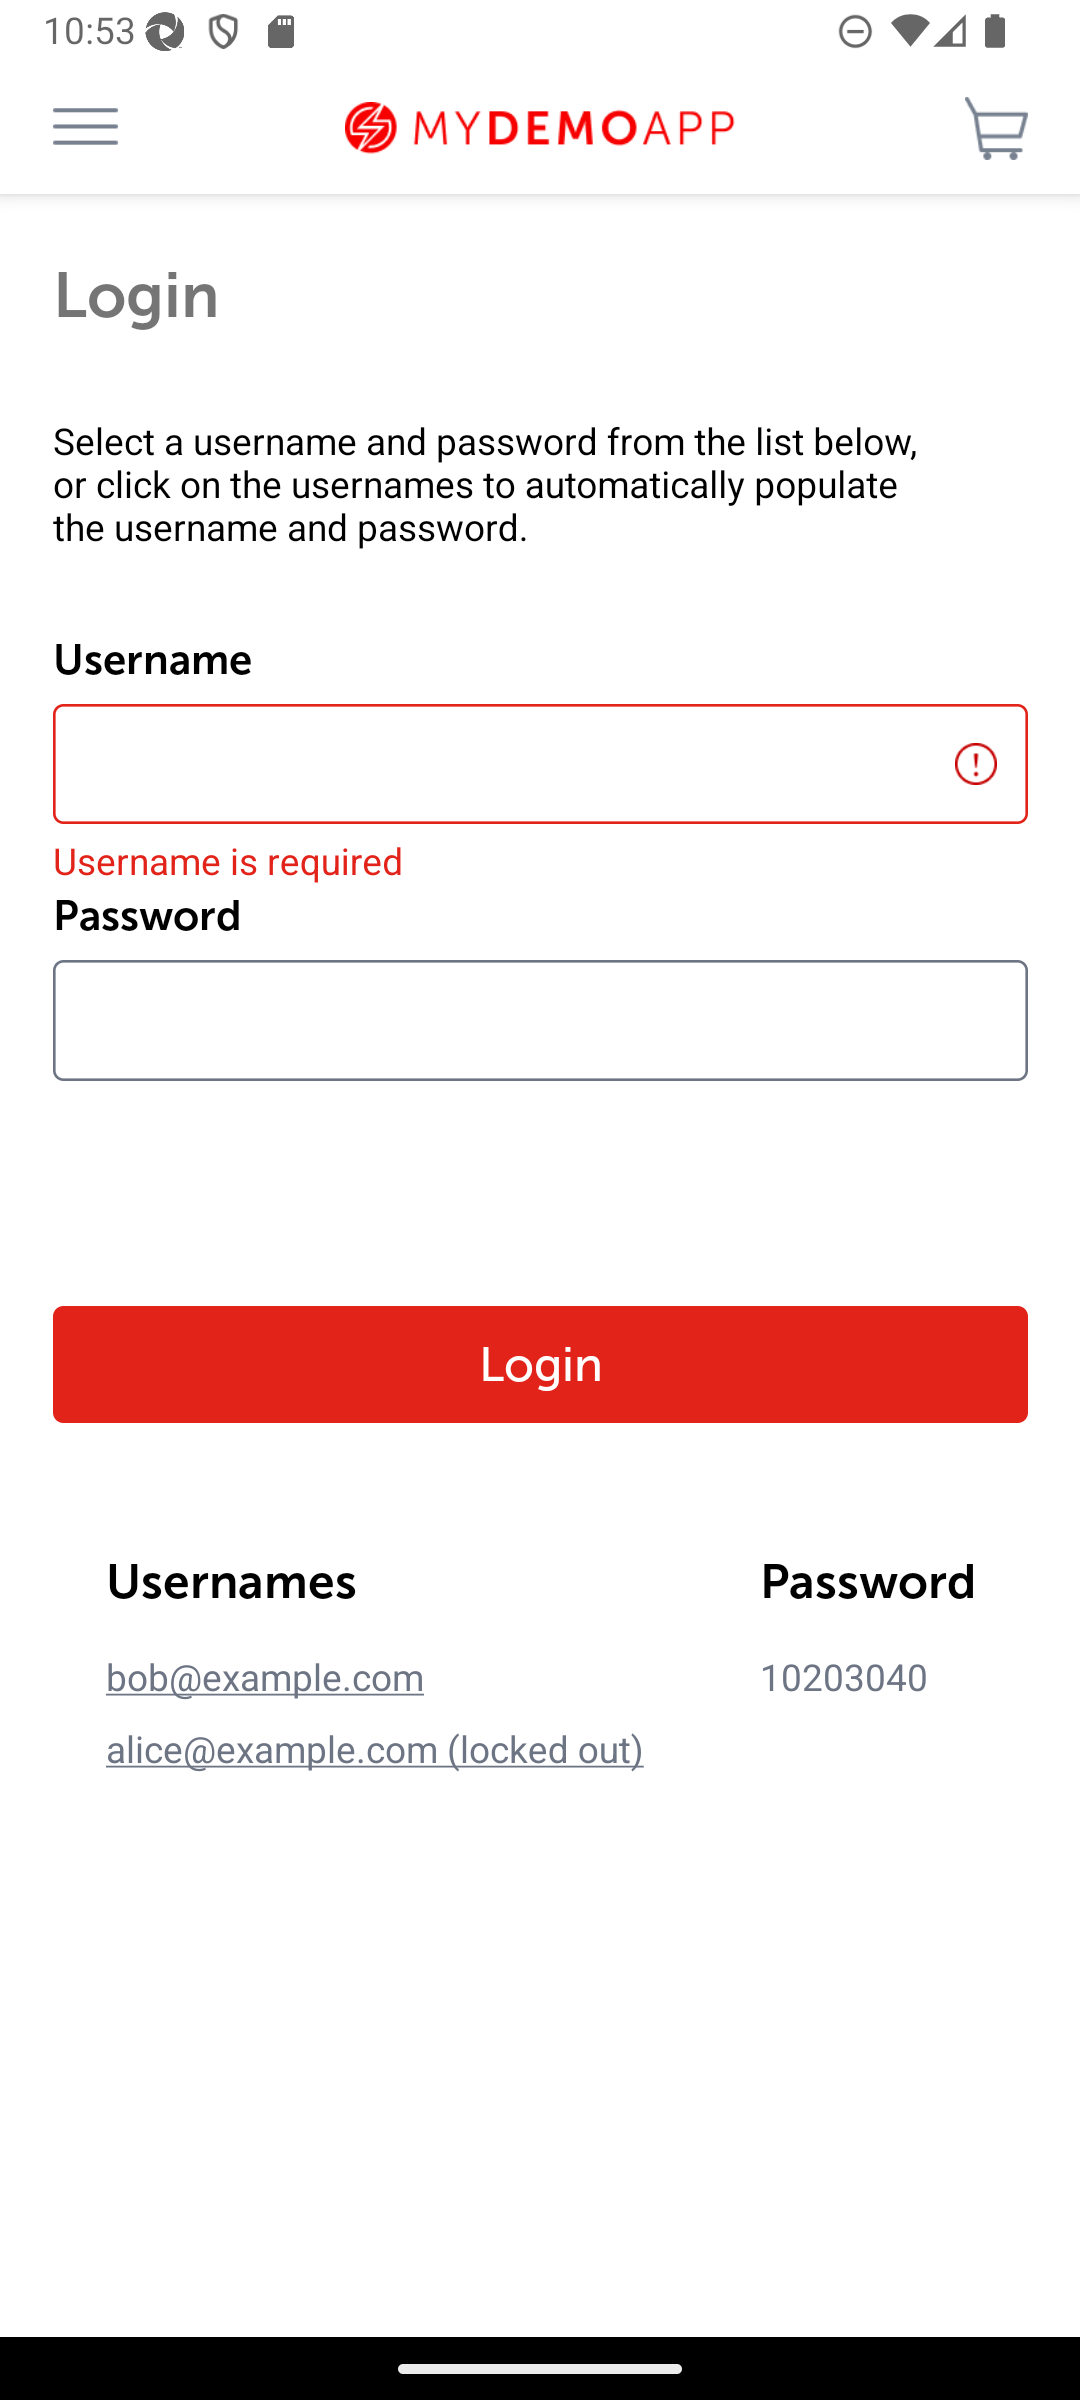 10:53
MYDEMOAPP
Login
Select a username and password from the list below,
or click on the usernames to automatically populate
the username and password.
Username
Username is required
Password
Login
Usernames Password
bob@example.com 10203040
alice@example.com (locked out)